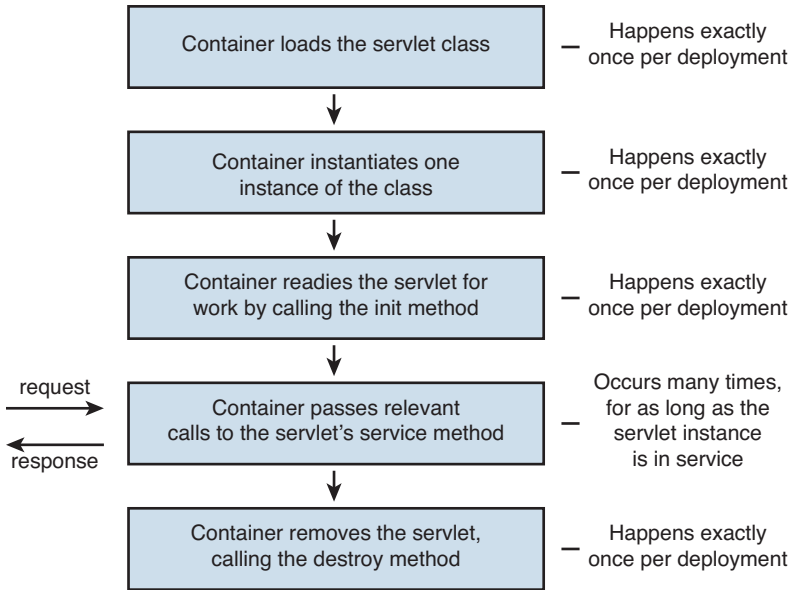 Container loads the servlet class
Happens exactly
once per deployment
Container instantiates one
instance of the class
Happens exactly
once per deployment
Container readies the servlet for
work by calling the init method
Happens exactly
once per deployment
request
response
Container passes relevant
calls to the servlet’s service method
Occurs many times,
for as long as the
servlet instance
is in service
Container removes the servlet,
calling the destroy method
Happens exactly
once per deployment